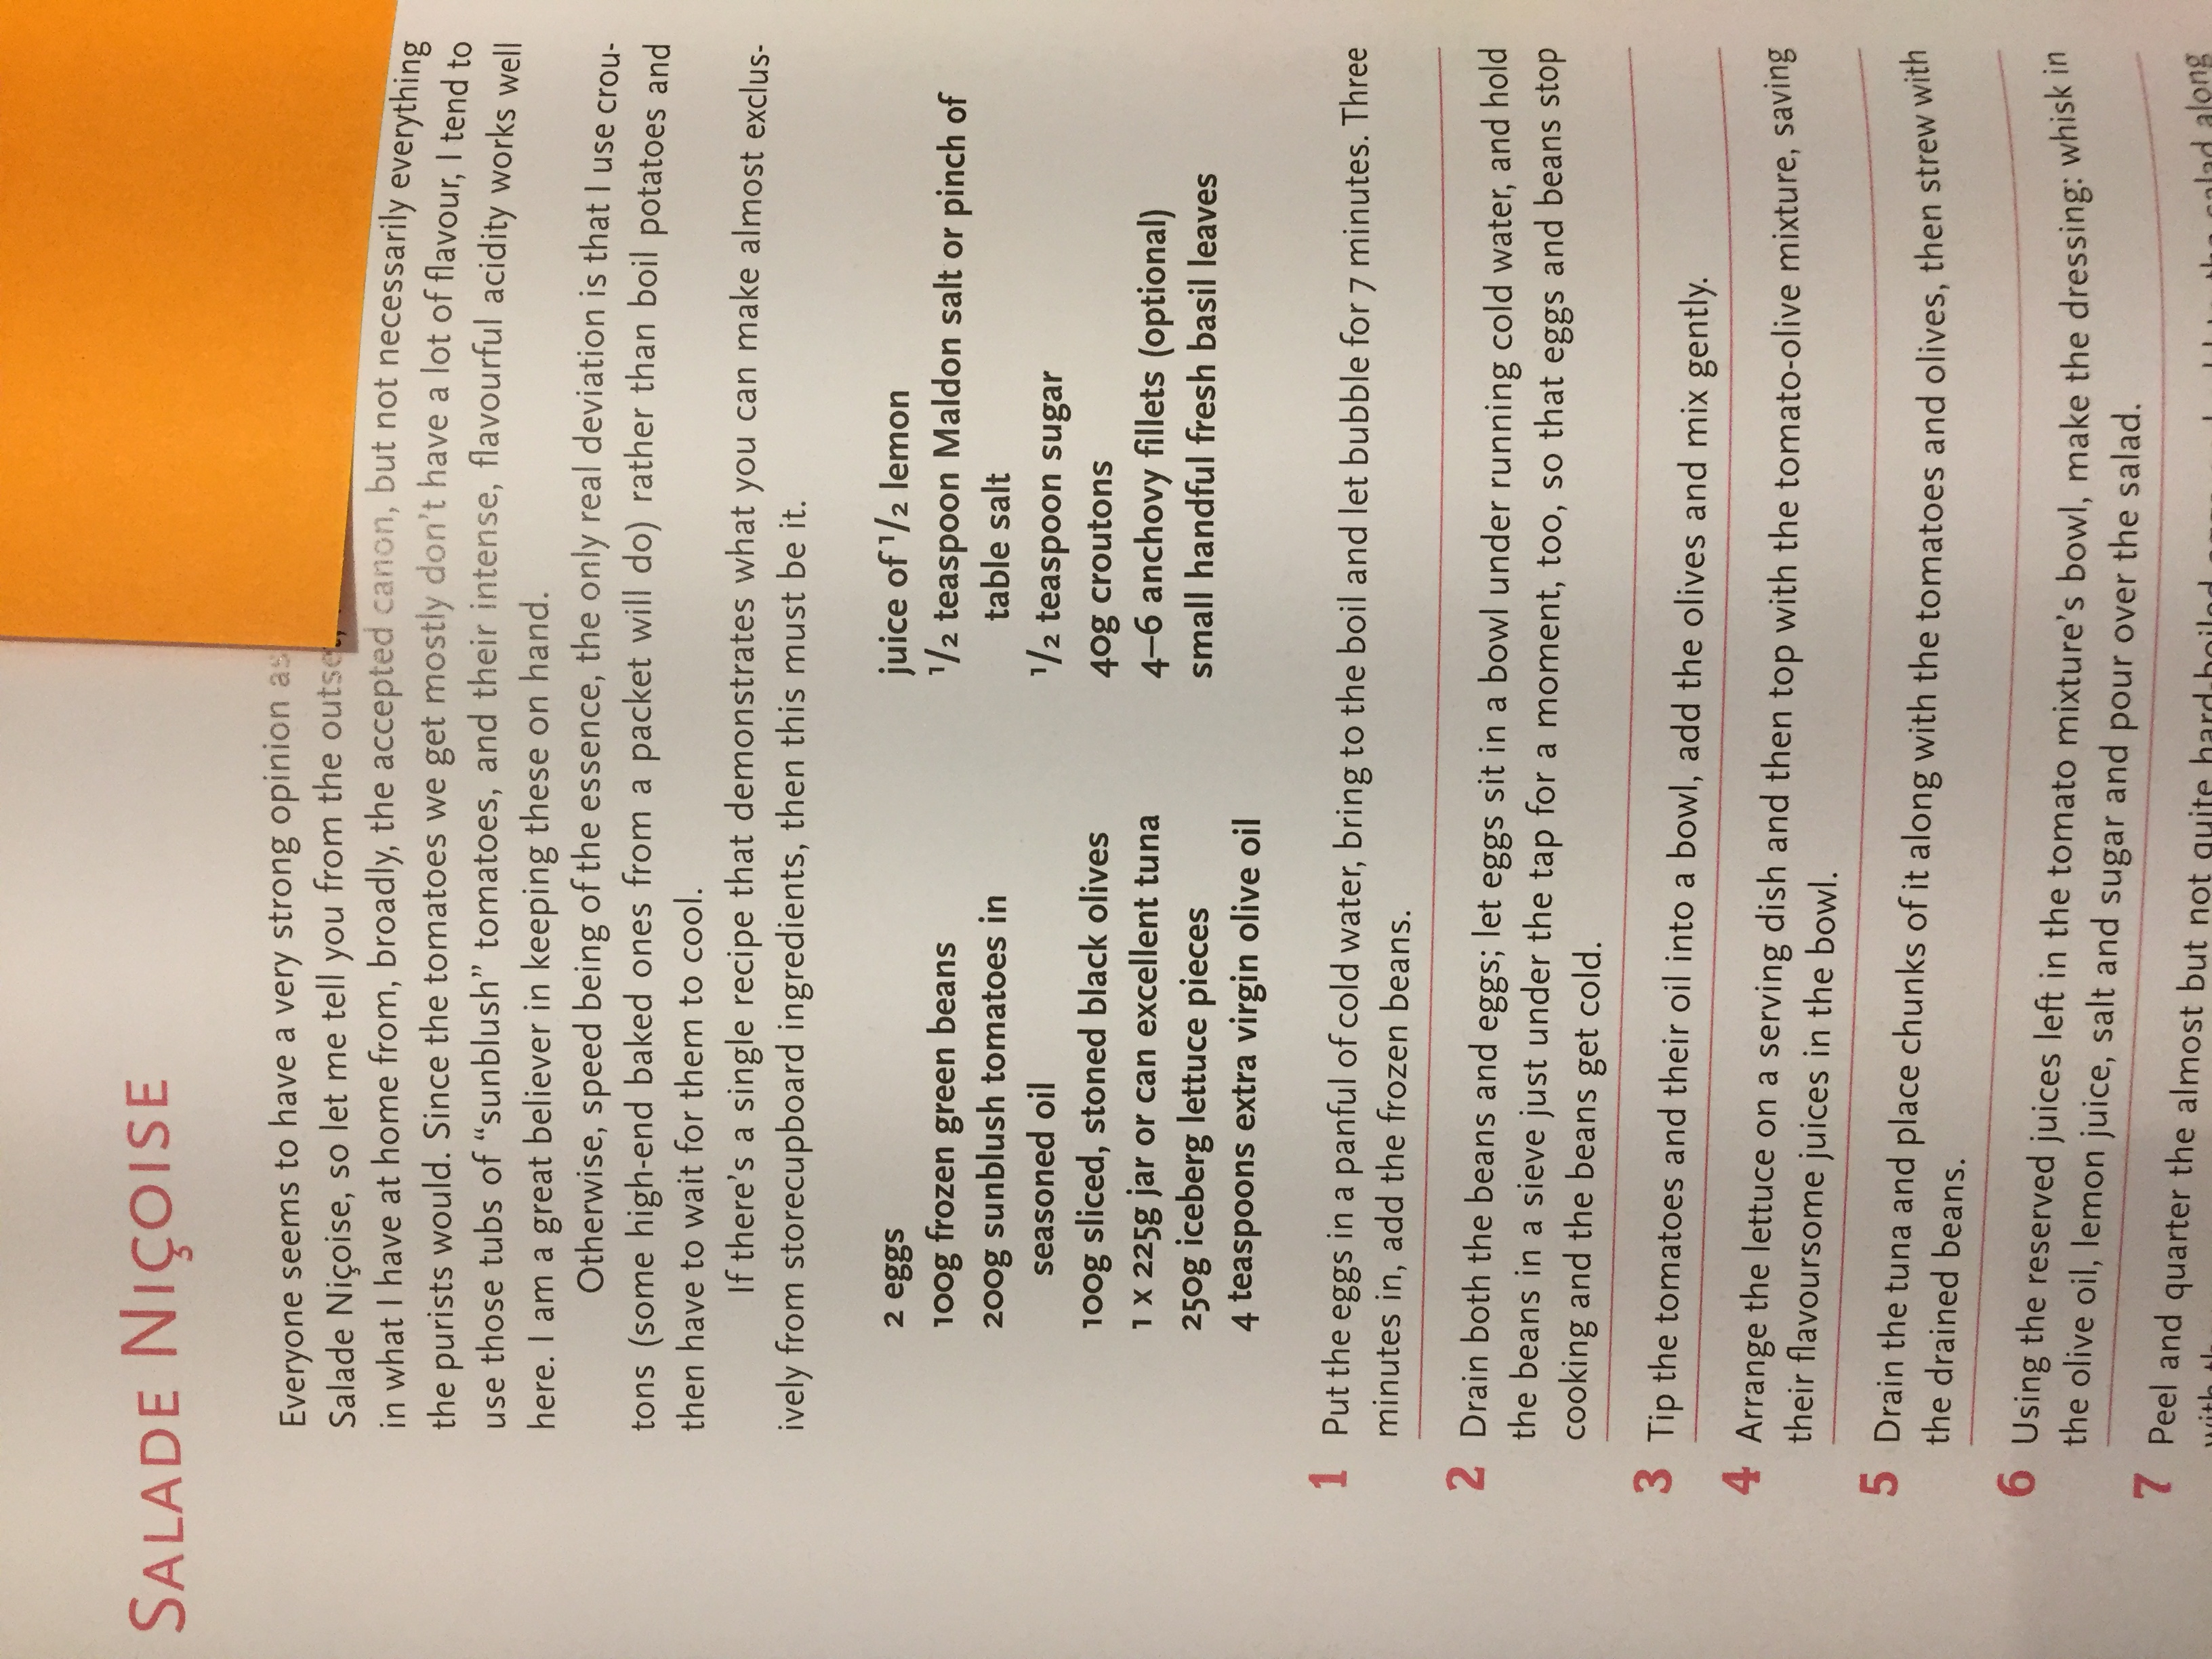 SALADE NIÇOISE
Everyone seems to have a very strong opinion as
Salade Niçoise, so let me tell you from the outset,
in what I have at home from, broadly, the accepted canon, but not necessarily everything
the purists would. Since the tomatoes we get mostly don't have a lot of flavour, I tend to
use those tubs of “sunblush” tomatoes, and their intense, flavourful acidity works well
here. I am a great believer in keeping these on hand.
Otherwise, speed being of the essence, the only real deviation is that I use crou-
tons (some high-end baked ones from a packet will do) rather than boil potatoes and
then have to wait for them to cool.
If there's a single recipe that demonstrates what you can make almost exclus-
ively from storecupboard ingredients, then this must be it.
2 eggs
100g frozen green beans
200g sunblush tomatoes in
seasoned oil
100g sliced, stoned black olives
1 x 225g jar or can excellent tuna
250g iceberg lettuce pieces
4 teaspoons extra virgin olive oil
juice of 1/2 lemon
1/2 teaspoon Maldon salt or pinch of
table salt
1/2 teaspoon sugar
40g croutons
4–6 anchovy fillets (optional)
small handful fresh basil leaves
1 Put the eggs in a panful of cold water, bring to the boil and let bubble for 7 minutes. Three
minutes in, add the frozen beans.
2 Drain both the beans and eggs; let eggs sit in a bowl under running cold water, and hold
the beans in a sieve just under the tap for a moment, too, so that eggs and beans stop
cooking and the beans get cold.
3 Tip the tomatoes and their oil into a bowl, add the olives and mix gently.
4 Arrange the lettuce on a serving dish and then top with the tomato-olive mixture, saving
their flavoursome juices in the bowl.
5 Drain the tuna and place chunks of it along with the tomatoes and olives, then strew with
the drained beans.
6 Using the reserved juices left in the tomato mixture's bowl, make the dressing: whisk in
the olive oil, lemon juice, salt and sugar and pour over the salad.
7 Peel and quarter the almost but not quite hard-boiled eggs salad along
with